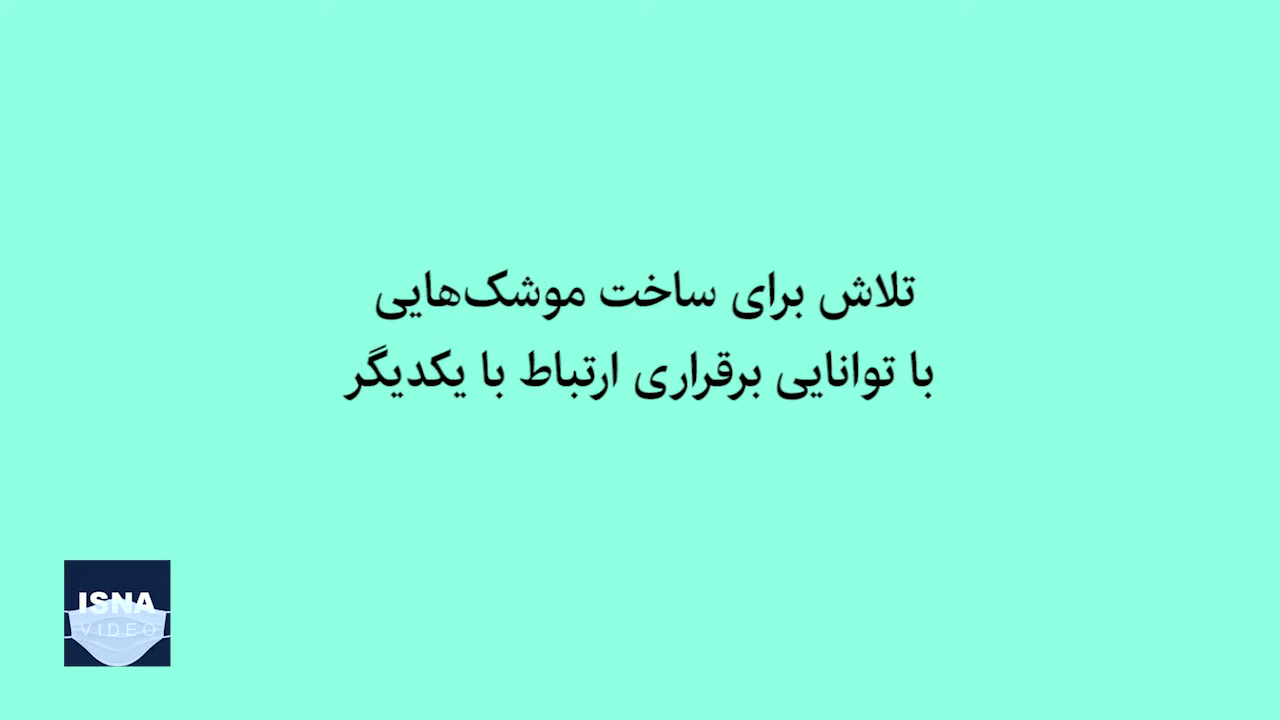 تلاش برای ساخت موشک‌هایی
با توانایی برقراری ارتباط با یکدیگر
ISNA
VIDEO